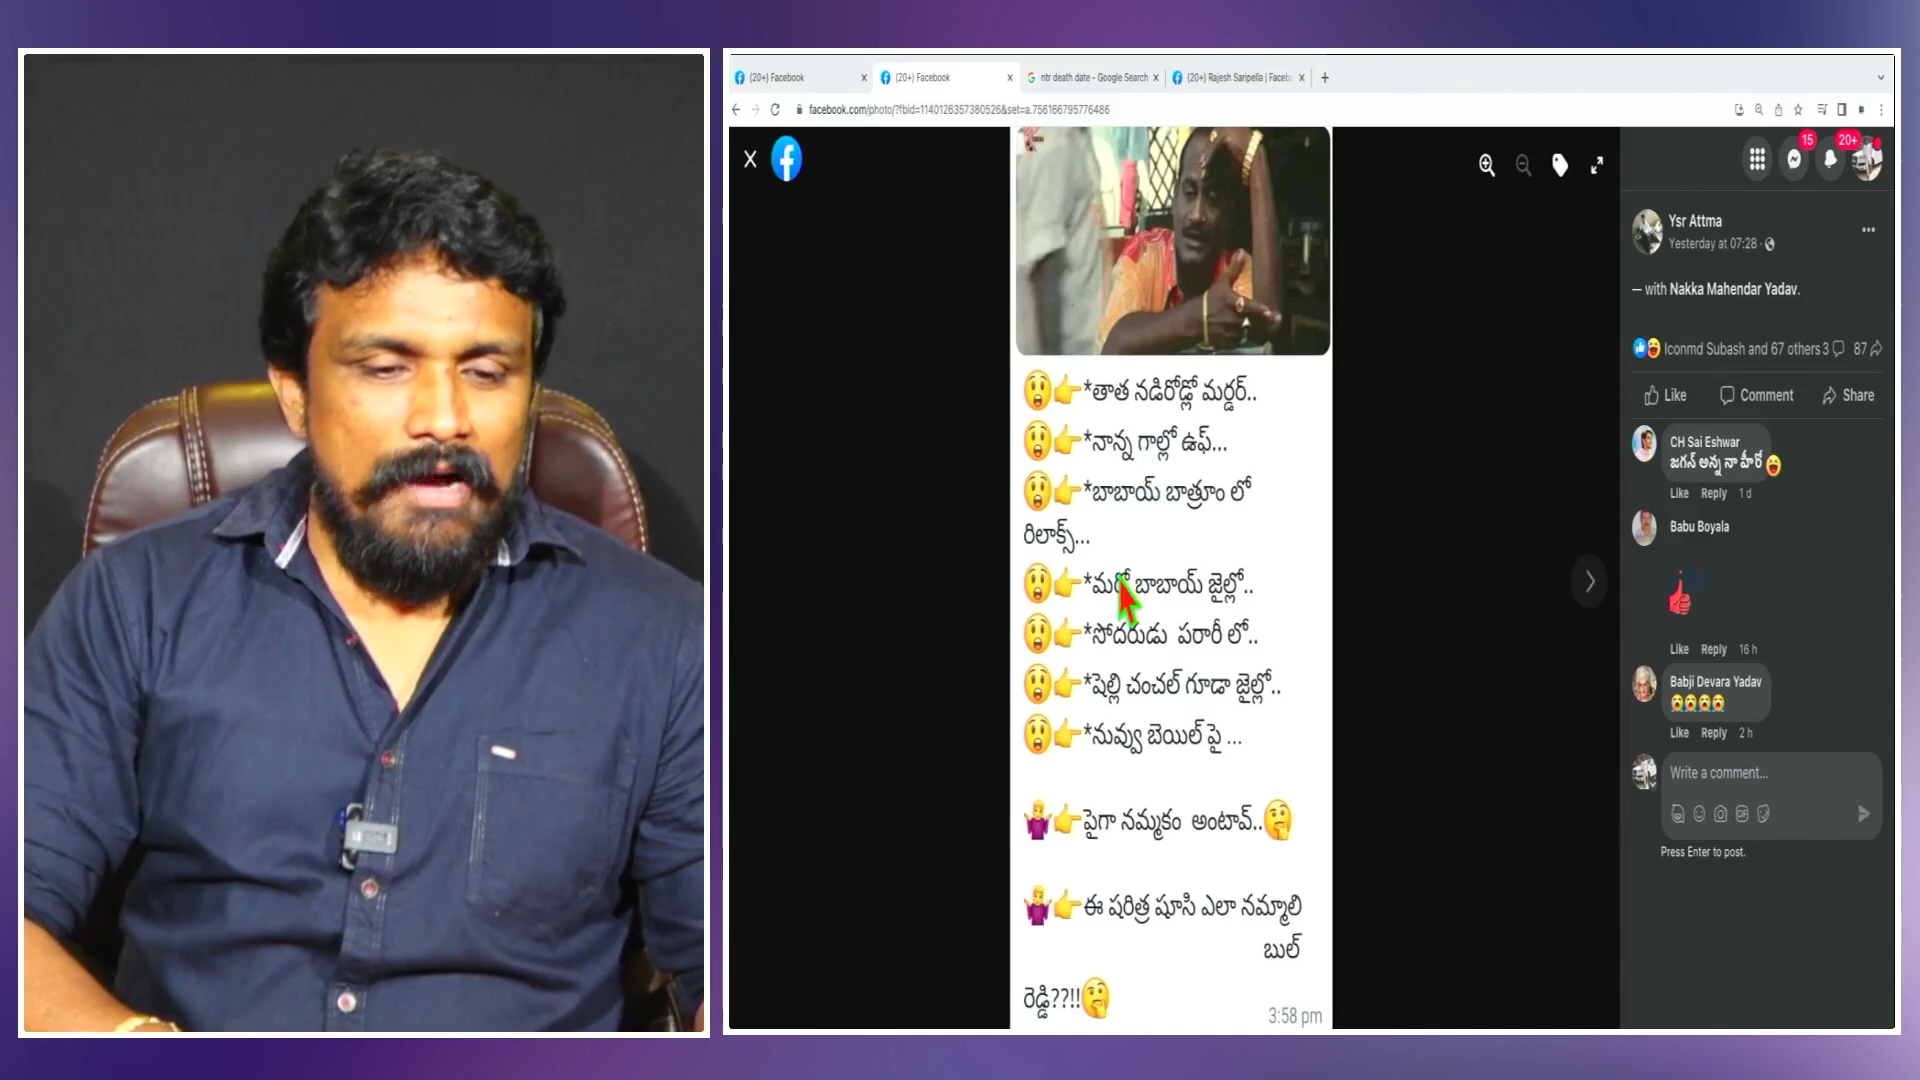 (20+) Facebook
(20+) Facebook
ntr death date - Google Search
(20+) Rajesh Saripella | Faceb
facebook.com/photo/?fbid=1140126357380526&set=a.756166795776486
15
20+
*తాత నడిరోడ్లో మర్డర్..
*నాన్న గాల్లో ఉఫ్...
*బాబాయ్ బాత్రూం లో
రిలాక్స్...
*మరో బాబాయ్ జైల్లో..
*సోదరుడు పరారీ లో..
*షెల్లి చంచల్ గూడా జైల్లో..
*నువ్వు బెయిల్ పై ...
పైగా నమ్మకం అంటావ్..
ఈ షరిత్ర షూసి ఎలా నమ్మాలి
బుల్
రెడ్డి??!!
3:58 pm
Ysr Attma
Yesterday at 07:28
— with Nakka Mahendar Yadav.
Iconmd Subash and 67 others 3 87
Like Comment Share
CH Sai Eshwar
జగన్ అన్న నా హీరో
Like Reply 1 d
Babu Boyala
Like Reply 16 h
Babji Devara Yadav
Like Reply 2 h
Write a comment...
GIF
Press Enter to post.